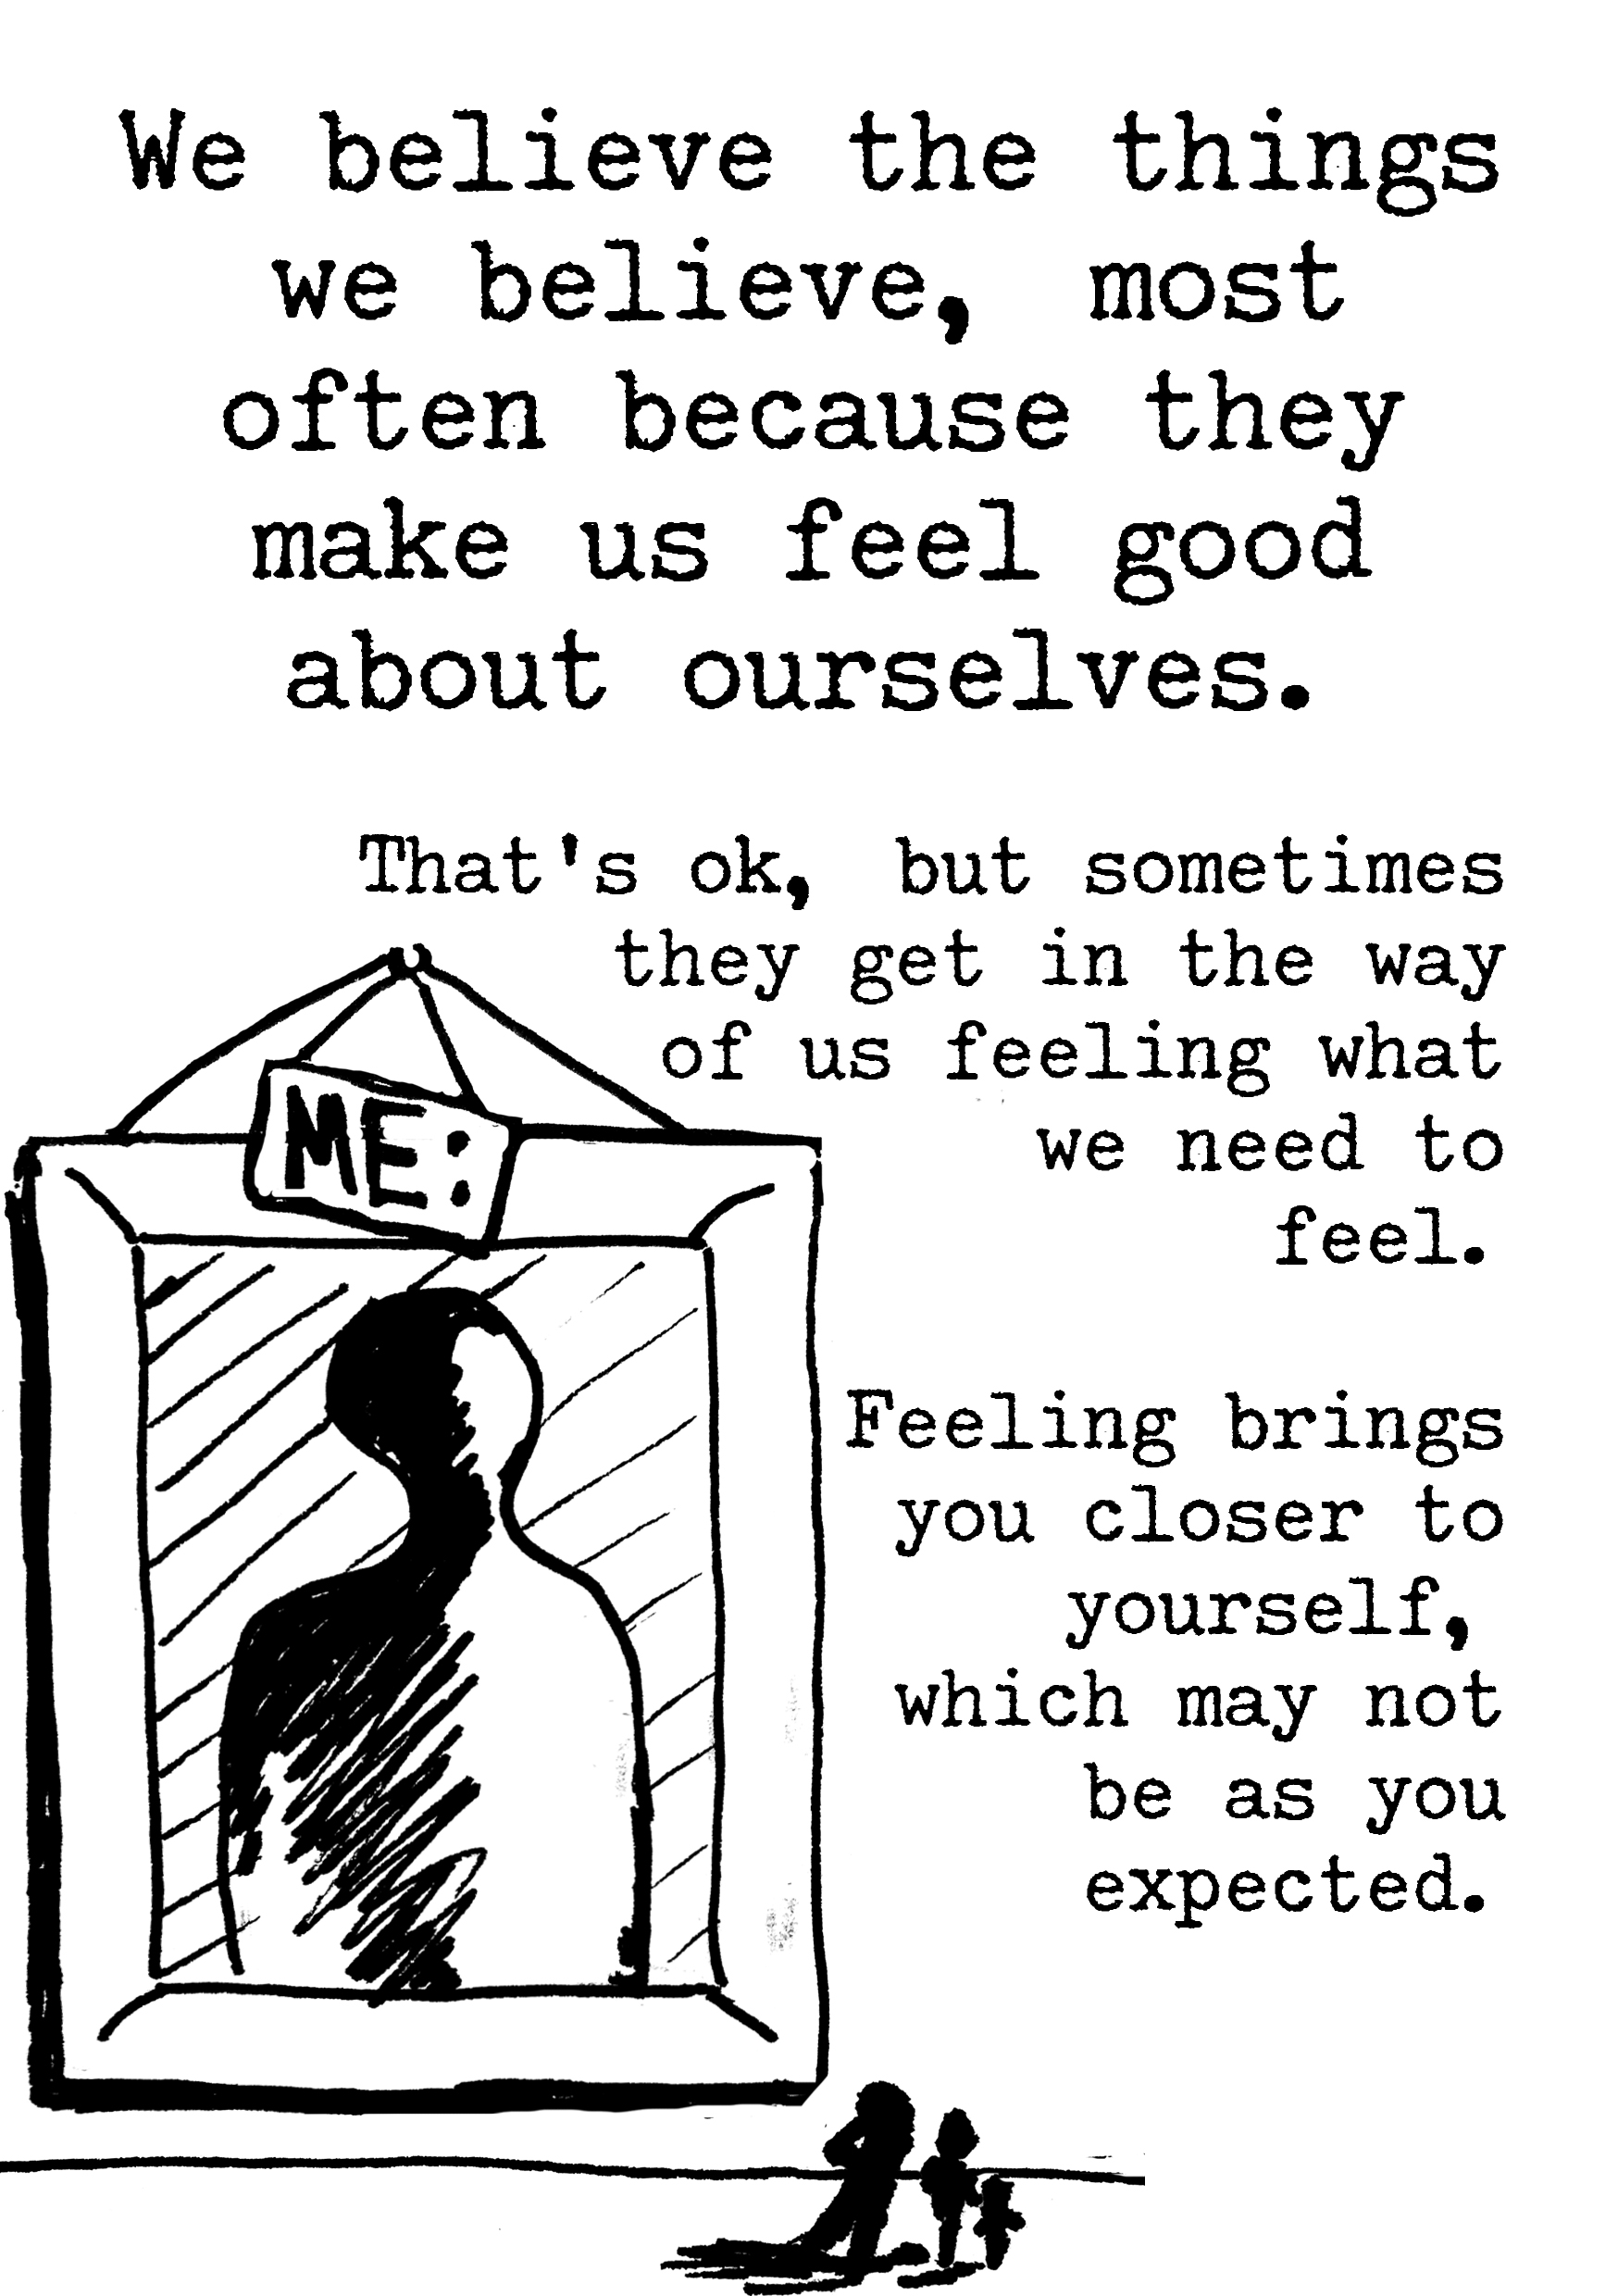 We believe the things
we believe, most
often because they
make us feel good
about ourselves.
That's ok, but sometimes
they get in the way
of us feeling what
we need to
feel.
ME:
Feeling brings
you closer to
yourself,
which may not
be as you
expected.